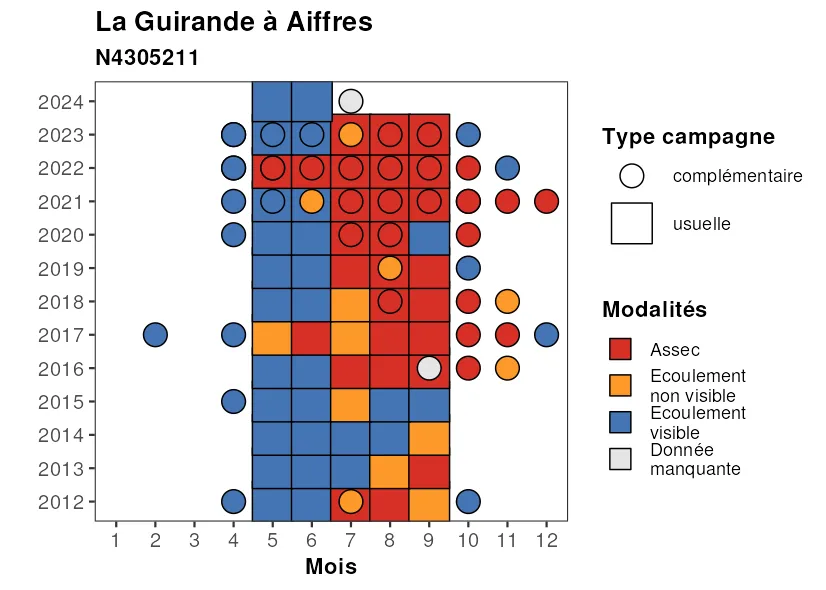 La Guirande à Aiffres
N4305211
2024
2023
2022
2021
2020
2019
2018
2017
2016
2015
2014
2013
2012
1 2 3 4 5 6 7 8 9 10 11 12
Mois
Type campagne
complémentaire
usuelle
Modalités
Assec
Ecoulement
non visible
Ecoulement
visible
Donnée
manquante